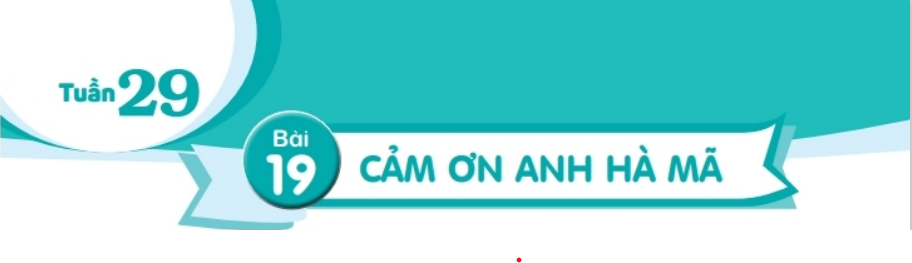 Tuần 29
Bài
19
CẢM ƠN ANH HÀ MÃ